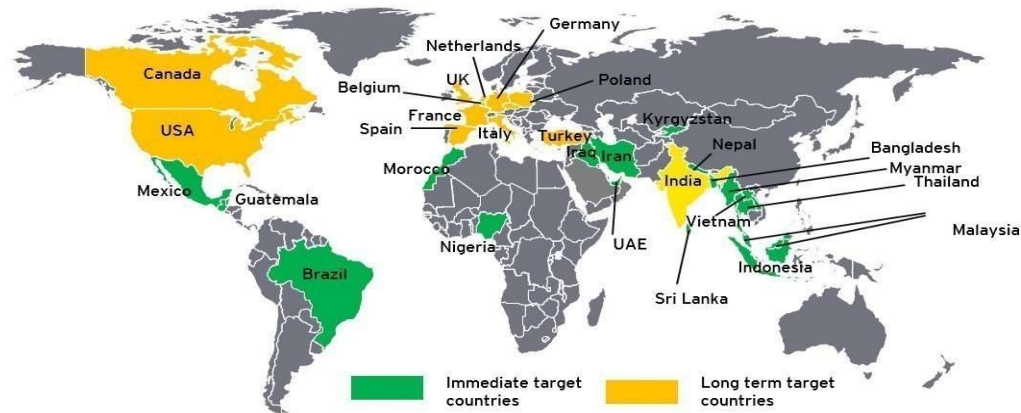 Germany
Netherlands
Canada
UK
Poland
Belgium
France
Kyrgyzstan
USA
Spain
Italy
Turkey
Nepal
Bangladesh
Iraq
Iran
Morocco
Myanmar
India
Thailand
Mexico
Guatemala
Vietnam
Malaysia
Nigeria
UAE
Indonesia
Brazil
Sri Lanka
Immediate target
countries
Long term target
countries